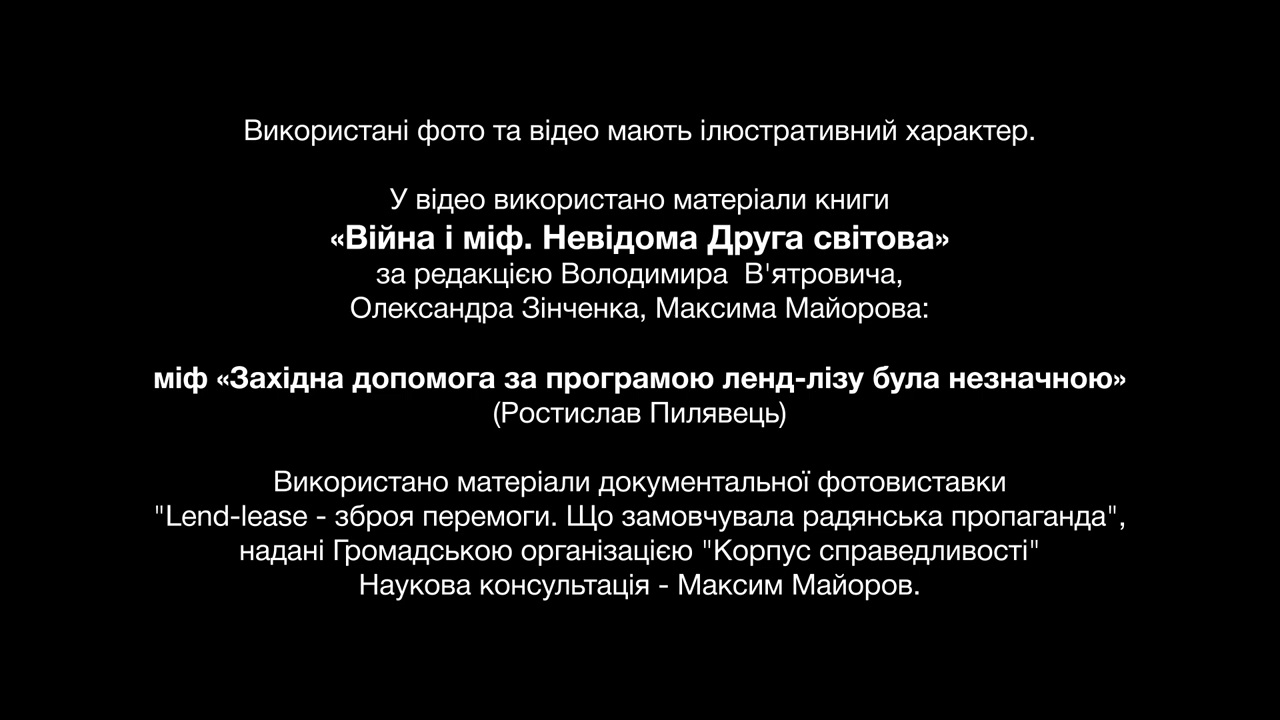 Використані фото та відео мають ілюстративний характер.
У відео використано матеріали книги
«Війна і міф. Невідома Друга світова»
за редакцією Володимира В'ятровича,
Олександра Зінченка, Максима Майорова:
міф «Західна допомога за програмою ленд-лізу була незначною»
(Ростислав Пилявець)
Використано матеріали документальної фотовиставки
"Lend-lease - зброя перемоги. Що замовчувала радянська пропаганда",
надані Громадською організацією "Корпус справедливості"
Наукова консультація - Максим Майоров.